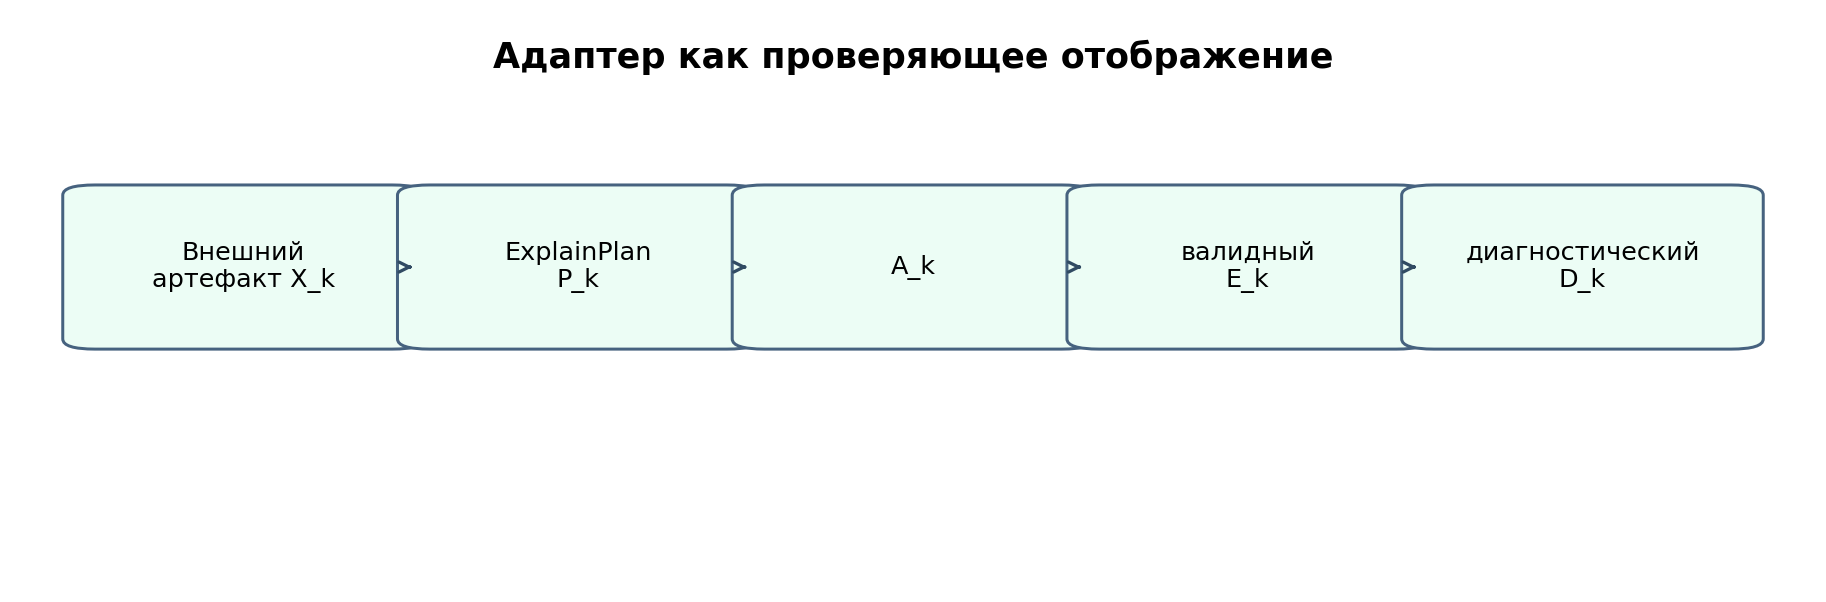 Адаптер как проверяющее отображение
Внешний
артефакт X_k
ExplainPlan
P_k
A_k
валидный
E_k
диагностический
D_k